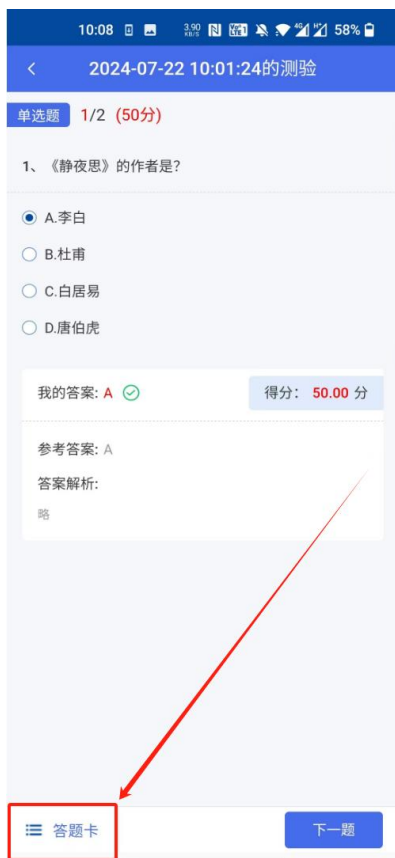 10:08 3.90 KB/S 4G 58%
2024-07-22 10:01:24的测验
单选题 1/2 (50分)
1、《静夜思》的作者是?
A.李白
B.杜甫
C.白居易
D.唐伯虎
我的答案: A 得分： 50.00 分
参考答案: A
答案解析:
略
答题卡 下一题